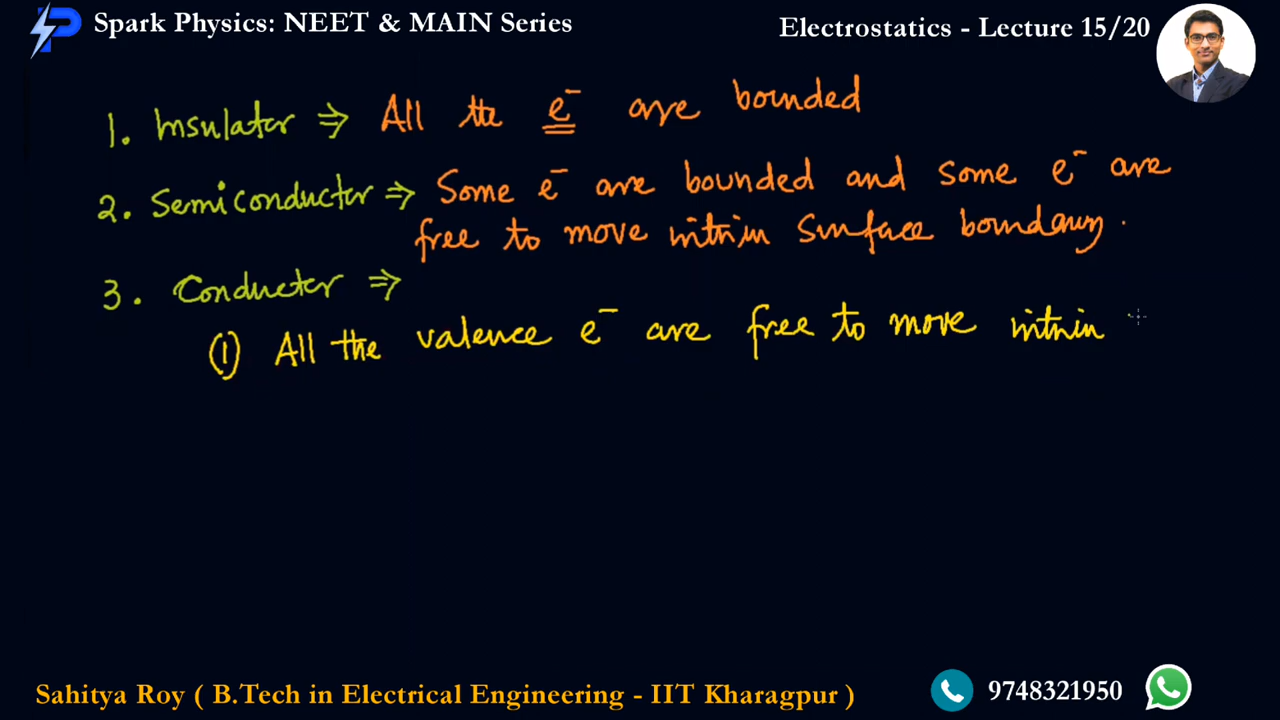 Spark Physics: NEET & MAIN Series
Electrostatics - Lecture 15/20
1. Insulator ⇒ All the e⁻ are bounded
2. Semiconductor ⇒ Some e⁻ are bounded and some e⁻ are
free to move within surface boundary.
3. Conductor ⇒
(1) All the valence e⁻ are free to move within
Sahitya Roy ( B.Tech in Electrical Engineering - IIT Kharagpur )
9748321950